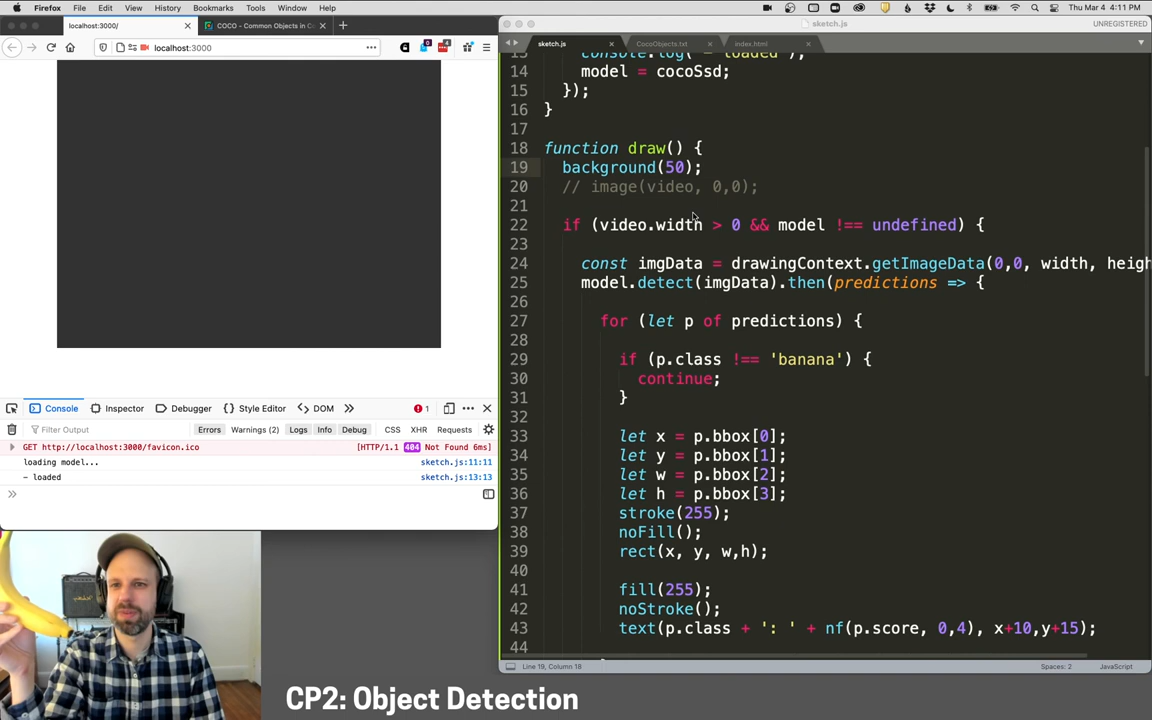 Firefox File Edit View History Bookmarks Tools Window Help
Thu Mar 4 4:11 PM
localhost:3000/
COCO - Common Objects in C
localhost:3000
sketch.js
UNREGISTERED
sketch.js
CocoObjects.txt
index.html
console.log("- loaded");
14 model = cocoSsd;
15 });
16 }
17
18 function draw() {
19 background(50);
20 // image(video, 0,0);
21
22 if (video.width > 0 && model !== undefined) {
23
24 const imgData = drawingContext.getImageData(0,0, width, heigh
25 model.detect(imgData).then(predictions => {
26
27 for (let p of predictions) {
28
29 if (p.class !== 'banana') {
30 continue;
31 }
32
33 let x = p.bbox[0];
34 let y = p.bbox[1];
35 let w = p.bbox[2];
36 let h = p.bbox[3];
37 stroke(255);
38 noFill();
39 rect(x, y, w,h);
40
41 fill(255);
42 noStroke();
43 text(p.class + ': ' + nf(p.score, 0,4), x+10,y+15);
44
Line 19, Column 18
Spaces: 2
JavaScript
Console Inspector Debugger Style Editor DOM
1
Filter Output
Errors Warnings (2) Logs Info Debug CSS XHR Requests
GET http://localhost:3000/favicon.ico [HTTP/1.1 404 Not Found 6ms]
loading model... sketch.js:11:11
- loaded sketch.js:13:13
CP2: Object Detection